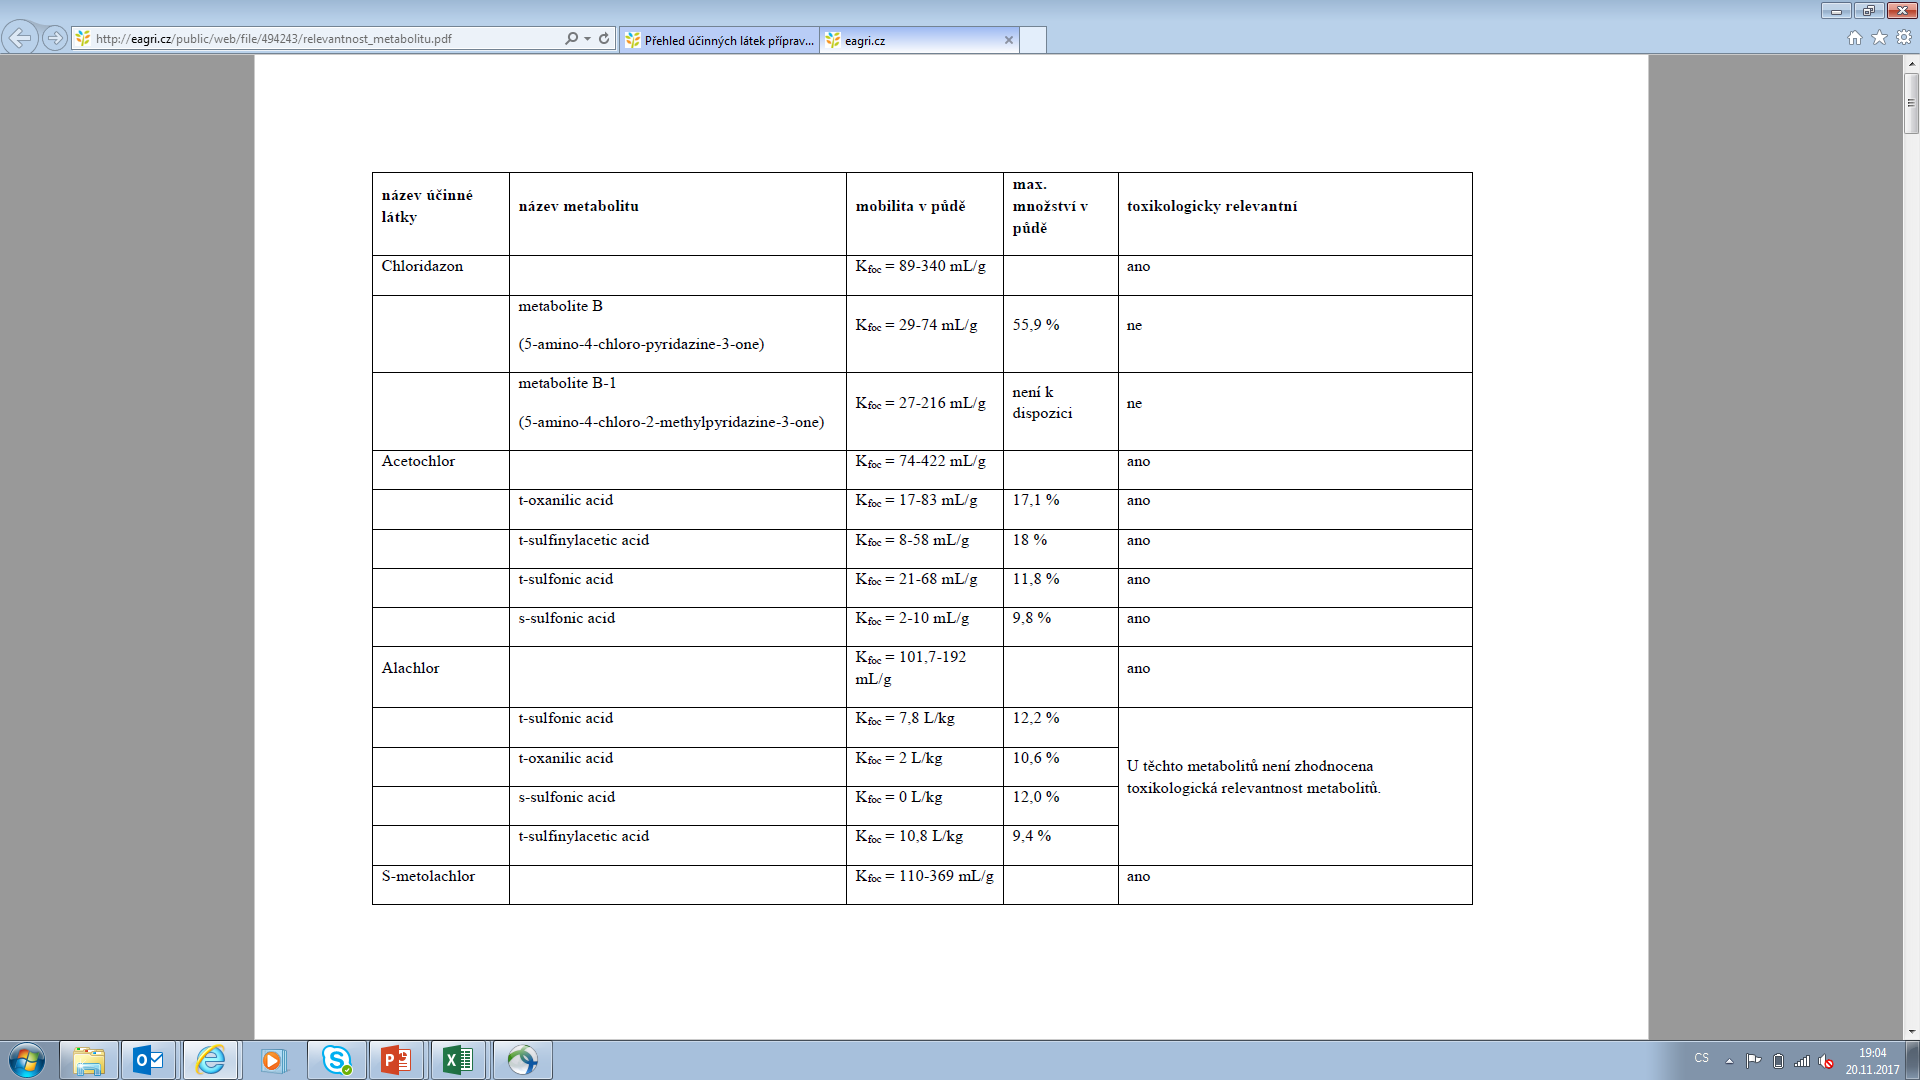 http://eagri.cz/public/web/file/494243/relevantnost_metabolitu.pdf
Přehled účinných látek příprav...
eagri.cz
název účinné
látky
název metabolitu
mobilita v půdě
max.
množství v
půdě
toxikologicky relevantní
Chloridazon
Kfoc = 89-340 mL/g
ano
metabolite B
(5-amino-4-chloro-pyridazine-3-one)
Kfoc = 29-74 mL/g
55,9 %
ne
metabolite B-1
(5-amino-4-chloro-2-methylpyridazine-3-one)
Kfoc = 27-216 mL/g
není k
dispozici
ne
Acetochlor
Kfoc = 74-422 mL/g
ano
t-oxanilic acid
Kfoc = 17-83 mL/g
17,1 %
ano
t-sulfinylacetic acid
Kfoc = 8-58 mL/g
18 %
ano
t-sulfonic acid
Kfoc = 21-68 mL/g
11,8 %
ano
s-sulfonic acid
Kfoc = 2-10 mL/g
9,8 %
ano
Alachlor
Kfoc = 101,7-192
mL/g
ano
t-sulfonic acid
Kfoc = 7,8 L/kg
12,2 %
t-oxanilic acid
Kfoc = 2 L/kg
10,6 %
U těchto metabolitů není zhodnocena
toxikologická relevantnost metabolitů.
s-sulfonic acid
Kfoc = 0 L/kg
12,0 %
t-sulfinylacetic acid
Kfoc = 10,8 L/kg
9,4 %
S-metolachlor
Kfoc = 110-369 mL/g
ano
CS
19:04
20.11.2017